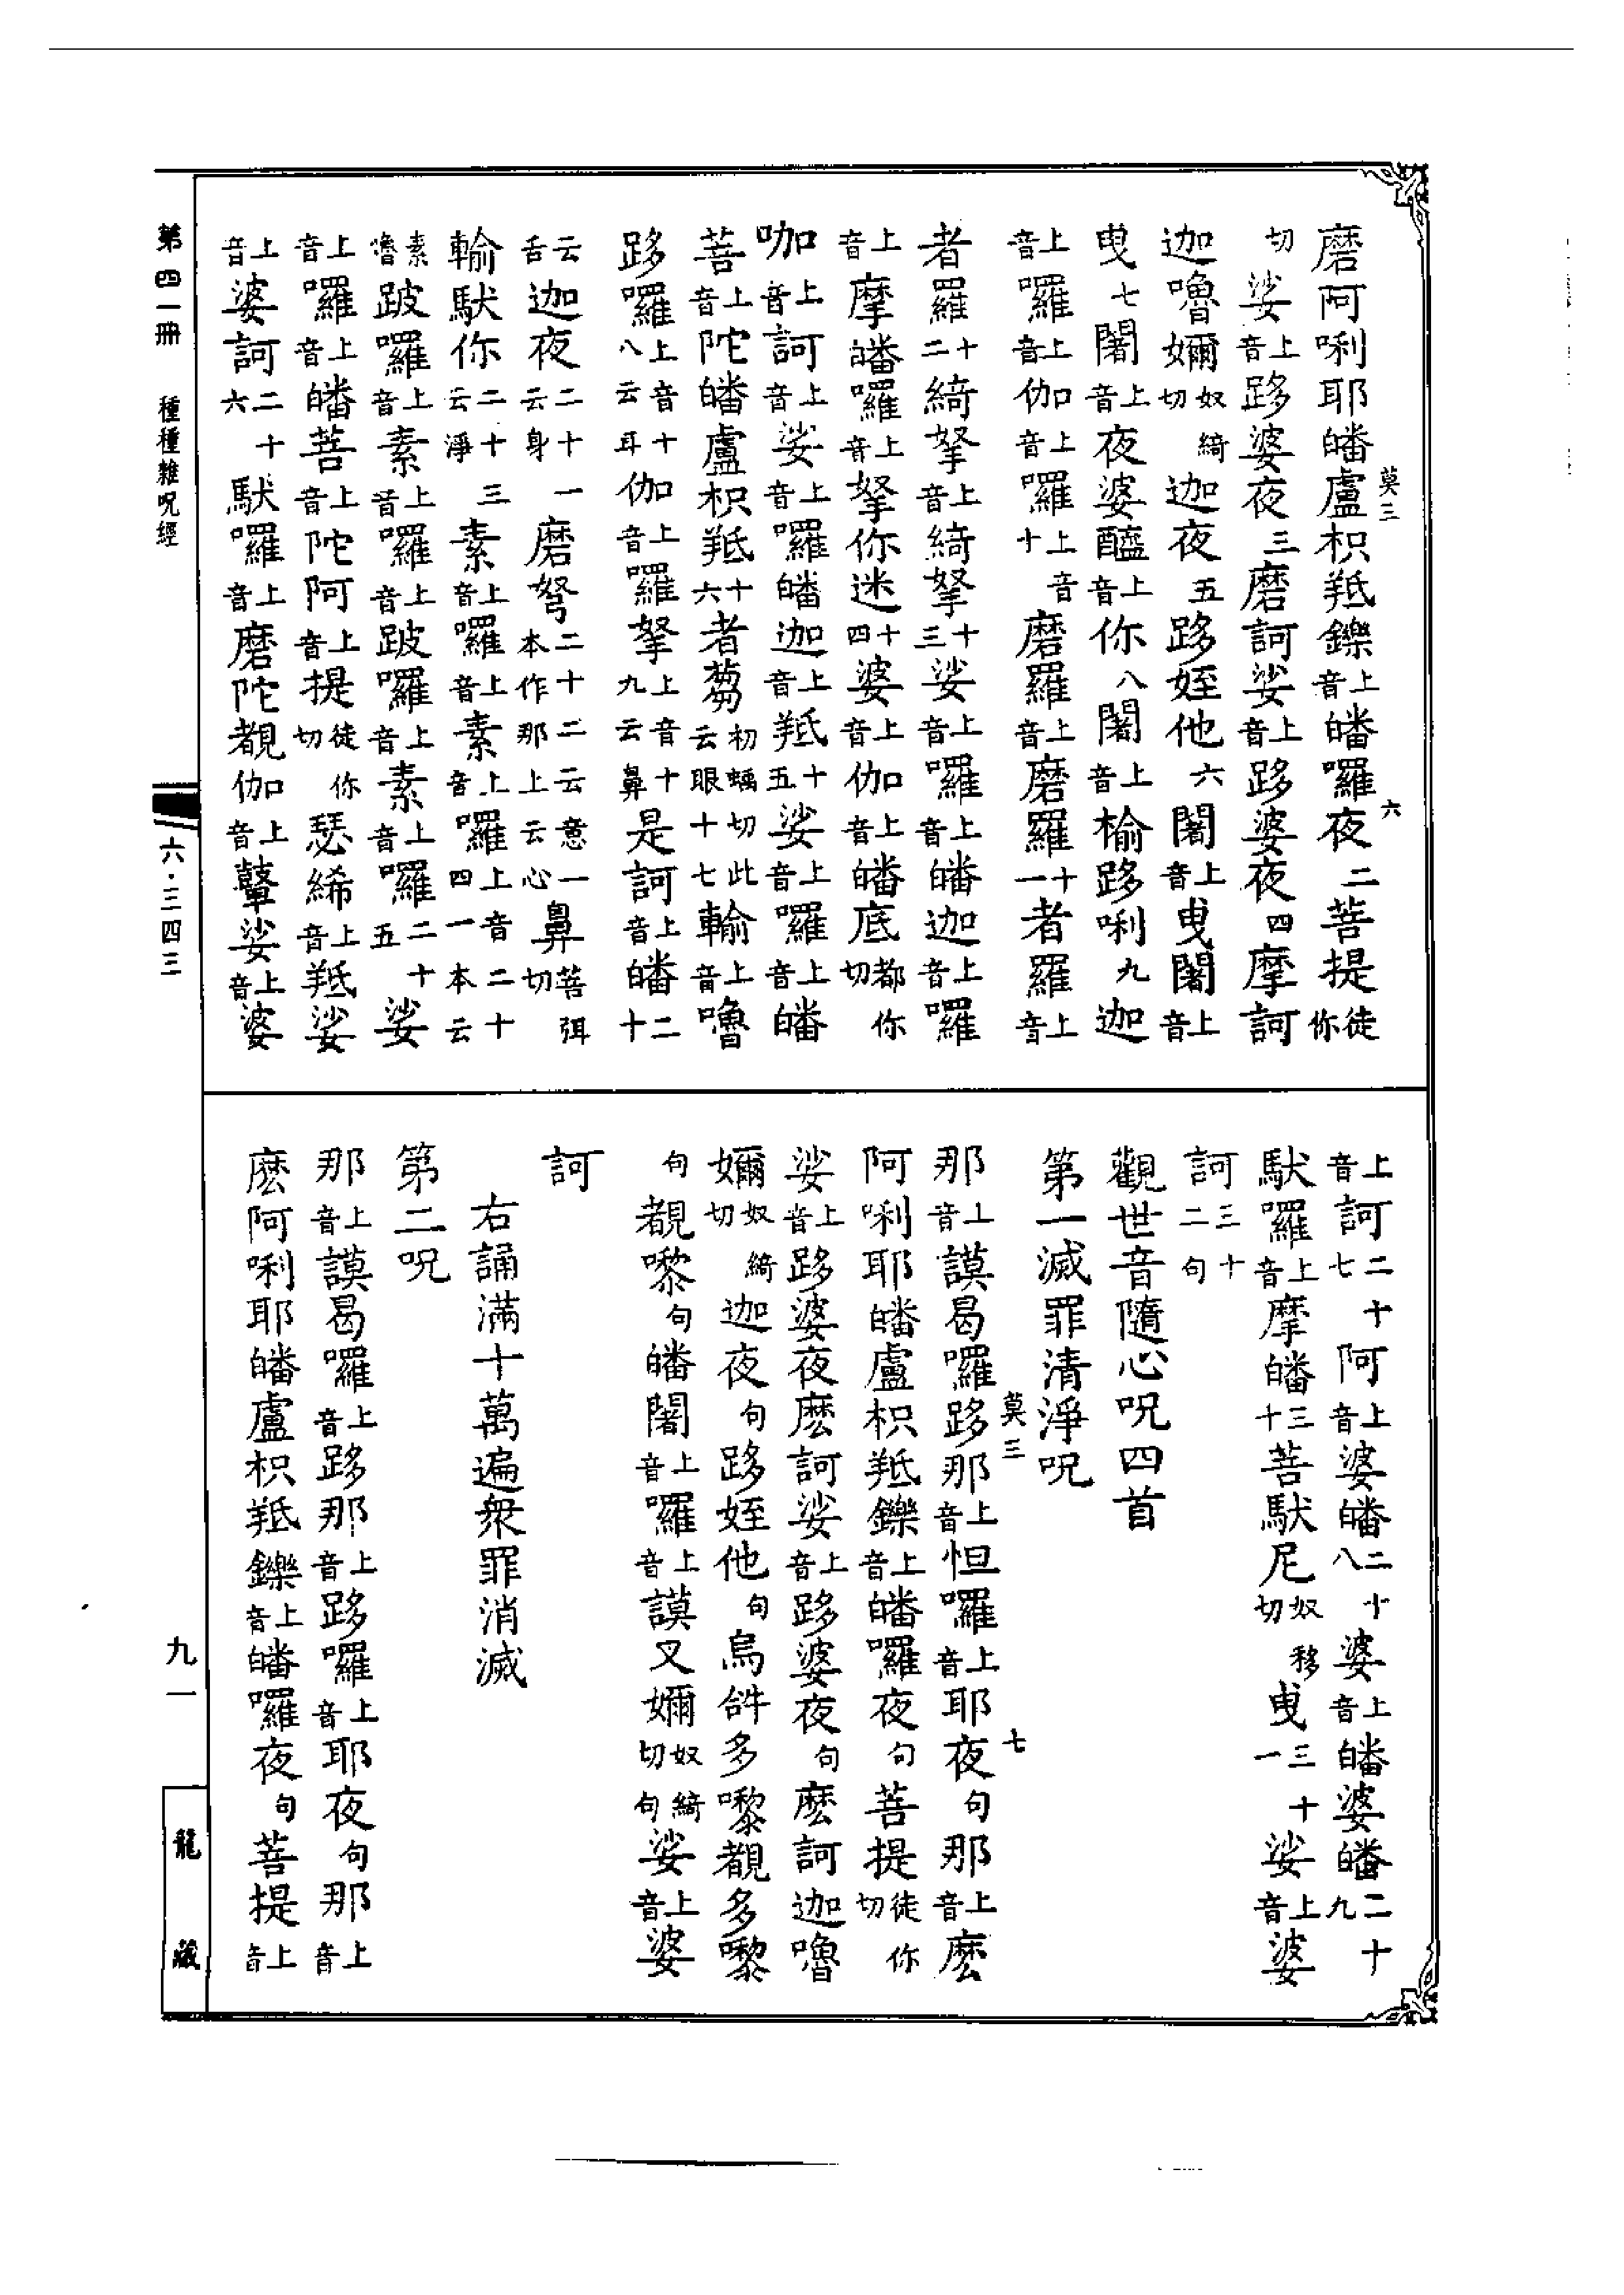 磨阿唎耶皤盧枳羝鑠上音皤囉夜二菩提徒你
切娑上音跢婆夜三磨訶娑上音跢婆夜四摩訶
迦嚕嬭奴綺切迦夜五跢姪他六闍上音曳闍上音
曳七闍上音夜婆醯上音你八闍上音榆跢唎九迦
上音囉上音伽上音囉上音十磨羅上音磨羅十一者羅上音
者羅十二綺拏上音綺拏十三娑上音囉上音皤迦上音囉
上音摩皤囉上音拏你迷十四婆上音伽上音皤底都你切
咖上音訶上音娑上音囉皤迦上音羝十五娑上音囉上音皤
菩上音陀皤盧枳羝十六者蒭初蟎切此云眼十七輸上音嚕
跢囉上音十八云耳伽上音囉拏上音十九云鼻是訶上音皤二十
云舌迦夜二十一云身磨弩二十二云意一本作那上云心鼻菩弭切
輸馱你二十三云淨素上音囉上音素上音囉上音二十四一本云
素嚕跛囉上音素上音囉上音跛囉上音素上音囉二十五娑
上音囉上音皤菩上音陀阿上音提徒你切瑟絺上音羝娑
上音婆訶二十六馱囉上音磨陀覩伽上音鼙娑上音婆
莫三
六
上音訶二十七阿上音婆皤二十八婆上音皤婆皤二十九
馱羅上音摩皤三十菩馱尼奴移切曳三十一娑上音婆
訶三十二句
觀世音隨心呪四首
第一滅罪清淨呪
那上音謨曷囉跢那上音怛囉上音耶夜句那上音麽
阿唎耶皤盧枳羝鑠上音皤囉夜句菩提徒你切
娑上音跢婆夜麽訶娑上音跢婆夜句麽訶迦嚕
嬭奴綺切迦夜句跢姪他句烏𤙖多嚟覩多嚟
句覩嚟句皤闍上音囉上音謨叉嬭奴綺切句娑上音婆
訶
右誦滿十萬遍衆罪消滅
第二呪
那上音謨曷囉上音跢那上音跢囉上音耶夜句那上音
麽阿唎耶皤盧枳羝鑠上音皤囉夜句菩提上音
莫三
七
第四一冊
種種雜呪經
六·三四三
九一
龍藏